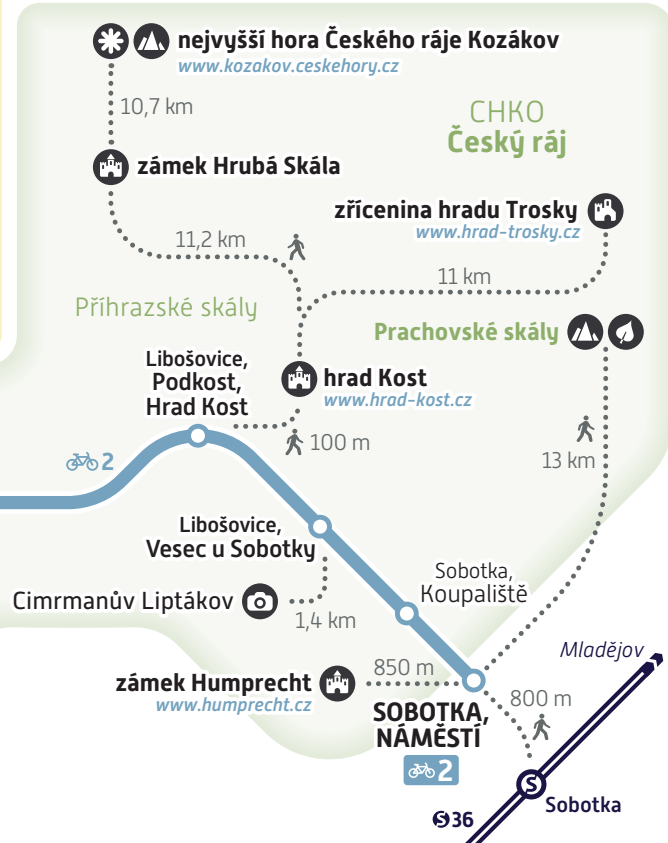 nejvyšší hora Českého ráje Kozákov
www.kozakov.ceskehory.cz
10,7 km
CHKO
Český ráj
zámek Hrubá Skála
zřícenina hradu Trosky
www.hrad-trosky.cz
11,2 km
11 km
Příhrazské skály
Prachovské skály
Libošovice,
Podkost,
Hrad Kost
hrad Kost
www.hrad-kost.cz
100 m
2
13 km
Libošovice,
Vesec u Sobotky
Sobotka,
Koupaliště
Cimrmanův Liptákov
1,4 km
Mladějov
zámek Humprecht
www.humprecht.cz
850 m
800 m
SOBOTKA,
NÁMĚSTÍ
2
S
Sobotka
S36